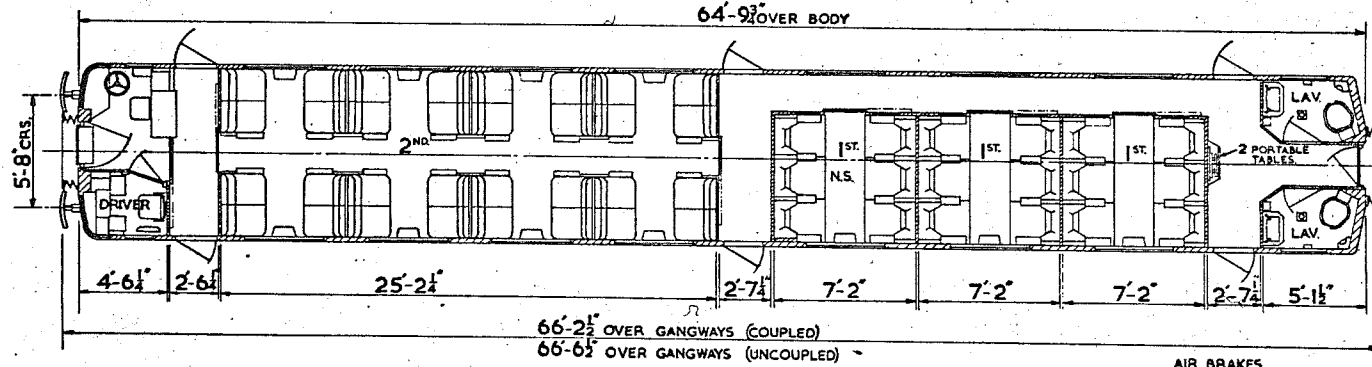 64'-9¾" OVER BODY
5'-8" CRS.
2ND.
1ST.
1ST.
1ST.
N.S.
LAV.
2 PORTABLE
TABLES.
DRIVER
LAV.
4'-6¼"
2'-6¼"
25'-2¼"
2'-7¼"
7'-2"
7'-2"
7'-2"
2'-7¼"
5'-1½"
66'-2½" OVER GANGWAYS (COUPLED)
66'-6½" OVER GANGWAYS (UNCOUPLED)
AIR BRAKES